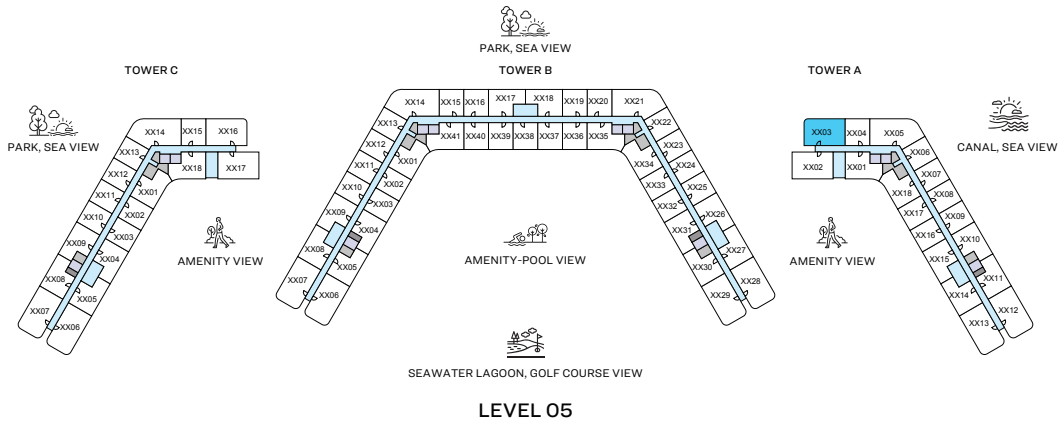 PARK, SEA VIEW
TOWER C
TOWER B
TOWER A
PARK, SEA VIEW
CANAL, SEA VIEW
XX14
XX15
XX16
XX13
XX18
XX17
XX12
XX01
XX11
XX02
XX10
XX03
XX09
XX04
XX08
XX05
XX07
XX06
AMENITY VIEW
XX14
XX15
XX16
XX17
XX18
XX19
XX20
XX21
XX13
XX41
XX40
XX39
XX38
XX37
XX36
XX35
XX22
XX12
XX01
XX34
XX23
XX11
XX02
XX33
XX24
XX10
XX03
XX32
XX25
XX09
XX04
XX31
XX26
XX08
XX05
XX30
XX27
XX07
XX06
XX29
XX28
AMENITY-POOL VIEW
XX03
XX04
XX05
XX02
XX01
XX06
XX18
XX07
XX17
XX08
XX16
XX09
XX15
XX10
XX14
XX11
XX13
XX12
AMENITY VIEW
SEAWATER LAGOON, GOLF COURSE VIEW
LEVEL 05